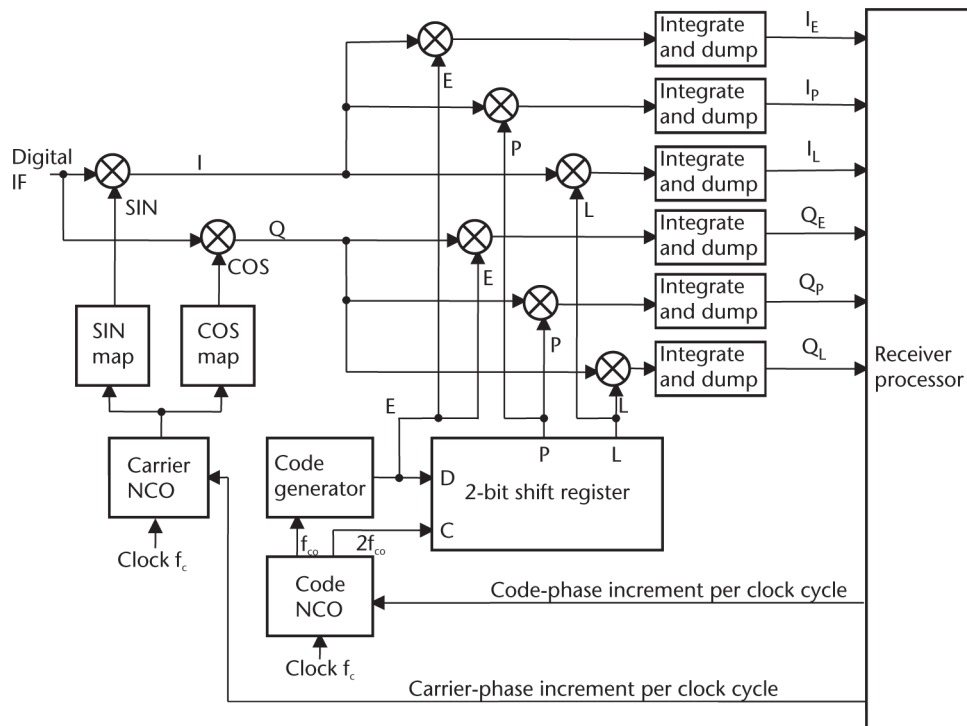 Integrate
and dump
I_E
E
Integrate
and dump
I_P
P
Digital
IF
I
Integrate
and dump
I_L
SIN
L
Q
Integrate
and dump
Q_E
COS
E
Integrate
and dump
Q_P
SIN
map
COS
map
P
Integrate
and dump
Q_L
Receiver
processor
E
L
Carrier
NCO
Code
generator
P
L
D
2-bit shift register
C
Clock f_c
f_co
2f_co
Code
NCO
Code-phase increment per clock cycle
Clock f_c
Carrier-phase increment per clock cycle